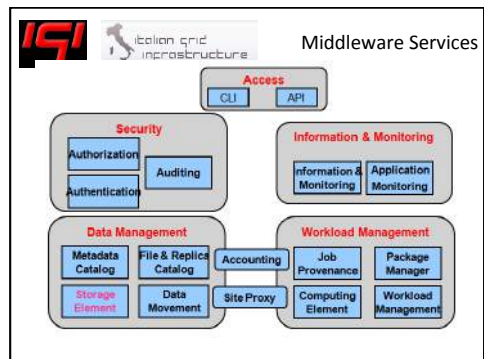 IGI
italian grid
infrastructure
Middleware Services
Access
CLI
API
Security
Authorization
Auditing
Authentication
Information & Monitoring
Information &
Monitoring
Application
Monitoring
Data Management
Metadata
Catalog
File & Replica
Catalog
Storage
Element
Data
Movement
Accounting
Site Proxy
Workload Management
Job
Provenance
Package
Manager
Computing
Element
Workload
Management